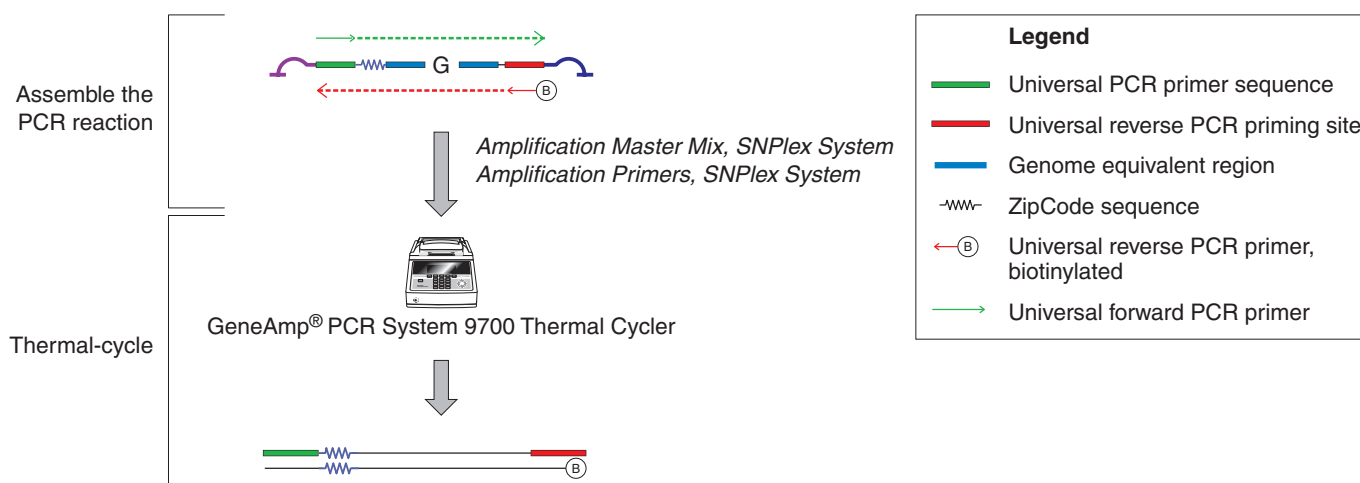 Assemble the
PCR reaction
G
B
Amplification Master Mix, SNPlex System
Amplification Primers, SNPlex System
Thermal-cycle
GeneAmp® PCR System 9700 Thermal Cycler
B
Legend
Universal PCR primer sequence
Universal reverse PCR priming site
Genome equivalent region
ZipCode sequence
B
Universal reverse PCR primer,
biotinylated
Universal forward PCR primer